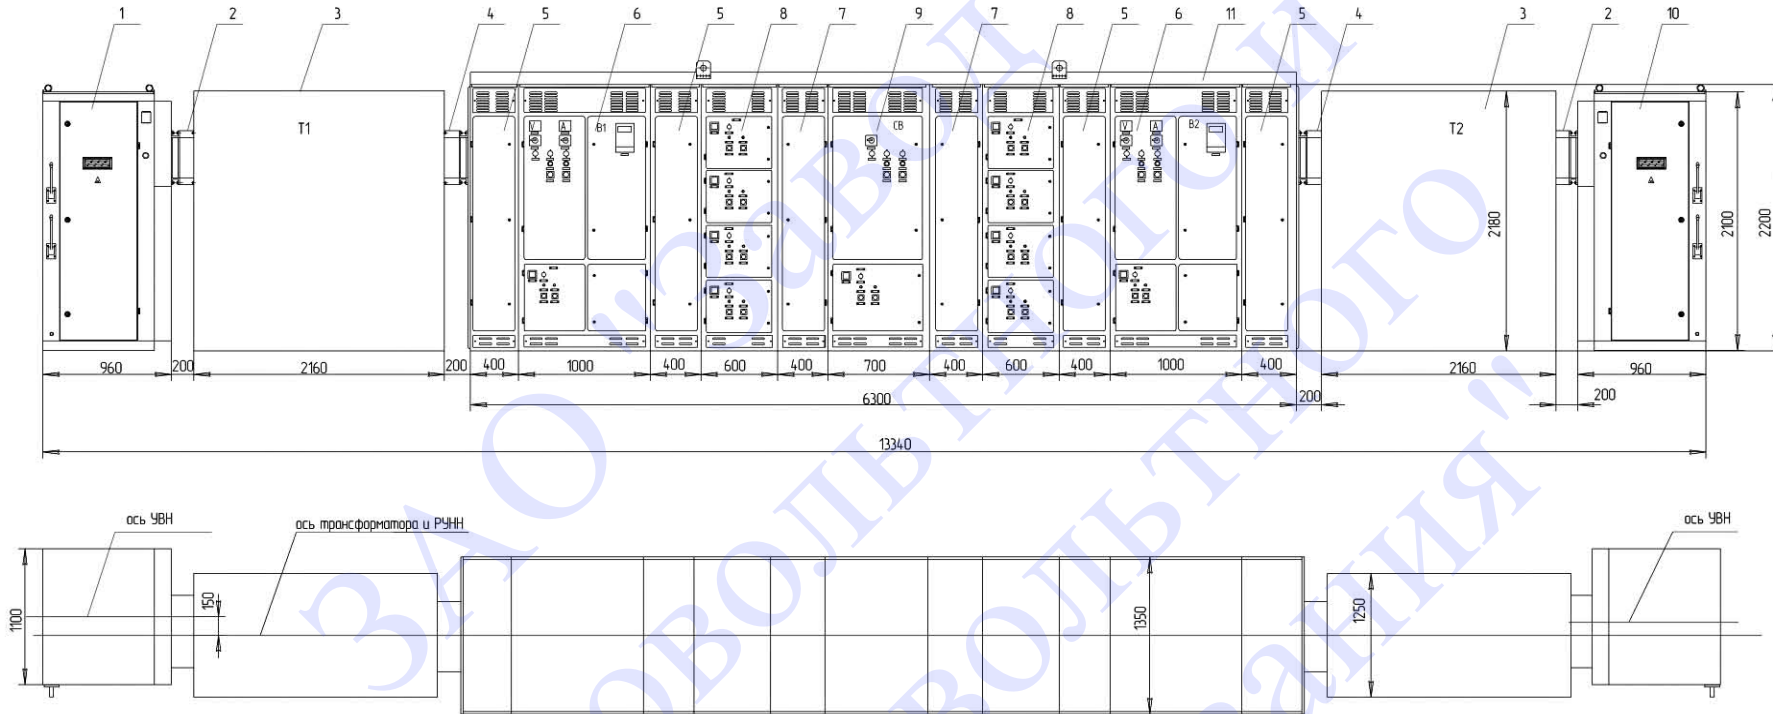 1 2 3 4 5 6 5 8 7 9 7 8 5 6 11 5 4 3 2 10
T1 T2
V A B1 CB V A B2
2180 2100 2200
960 200 2160 200 400 1000 400 600 400 700 400 600 400 1000 400 2160 960
6300 200 200
13340
ось УВН ось трансформатора и РУНН ось УВН
1100 150 1350 1250
ЗАО "Завод
вольтного и
вольтного
вания"